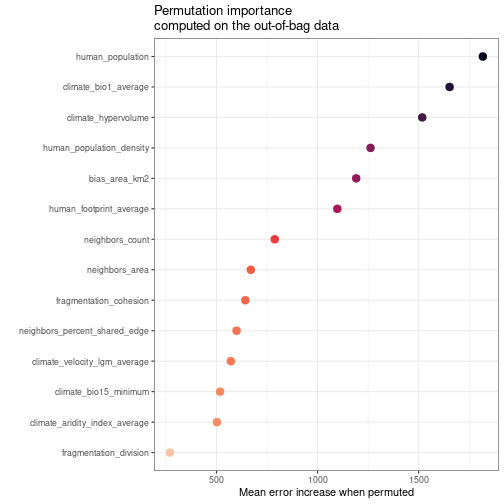 Permutation importance
computed on the out-of-bag data
human_population
climate_bio1_average
climate_hypervolume
human_population_density
bias_area_km2
human_footprint_average
neighbors_count
neighbors_area
fragmentation_cohesion
neighbors_percent_shared_edge
climate_velocity_lgm_average
climate_bio15_minimum
climate_aridity_index_average
fragmentation_division
500 1000 1500
Mean error increase when permuted